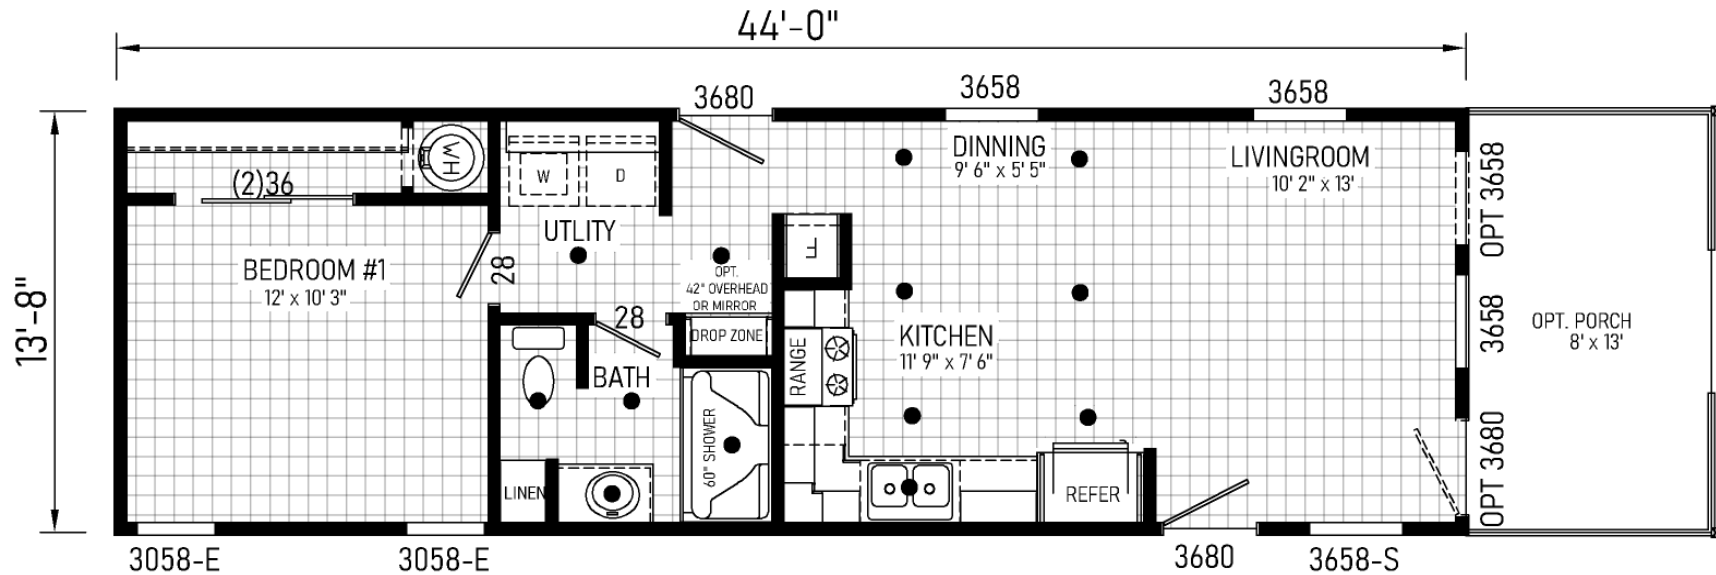 44'-0"
3680
3658
3658
13'-8"
(2)36
WH
W
D
DINNING
9' 6" x 5' 5"
LIVINGROOM
10' 2" x 13'
OPT 3658
UTLITY
F
BEDROOM #1
12' x 10' 3"
28
OPT.
42" OVERHEAD
OR MIRROR
28
DROP ZONE
KITCHEN
11' 9" x 7' 6"
RANGE
3658
OPT. PORCH
8' x 13'
BATH
60" SHOWER
LINEN
REFER
OPT 3680
3058-E
3058-E
3680
3658-S